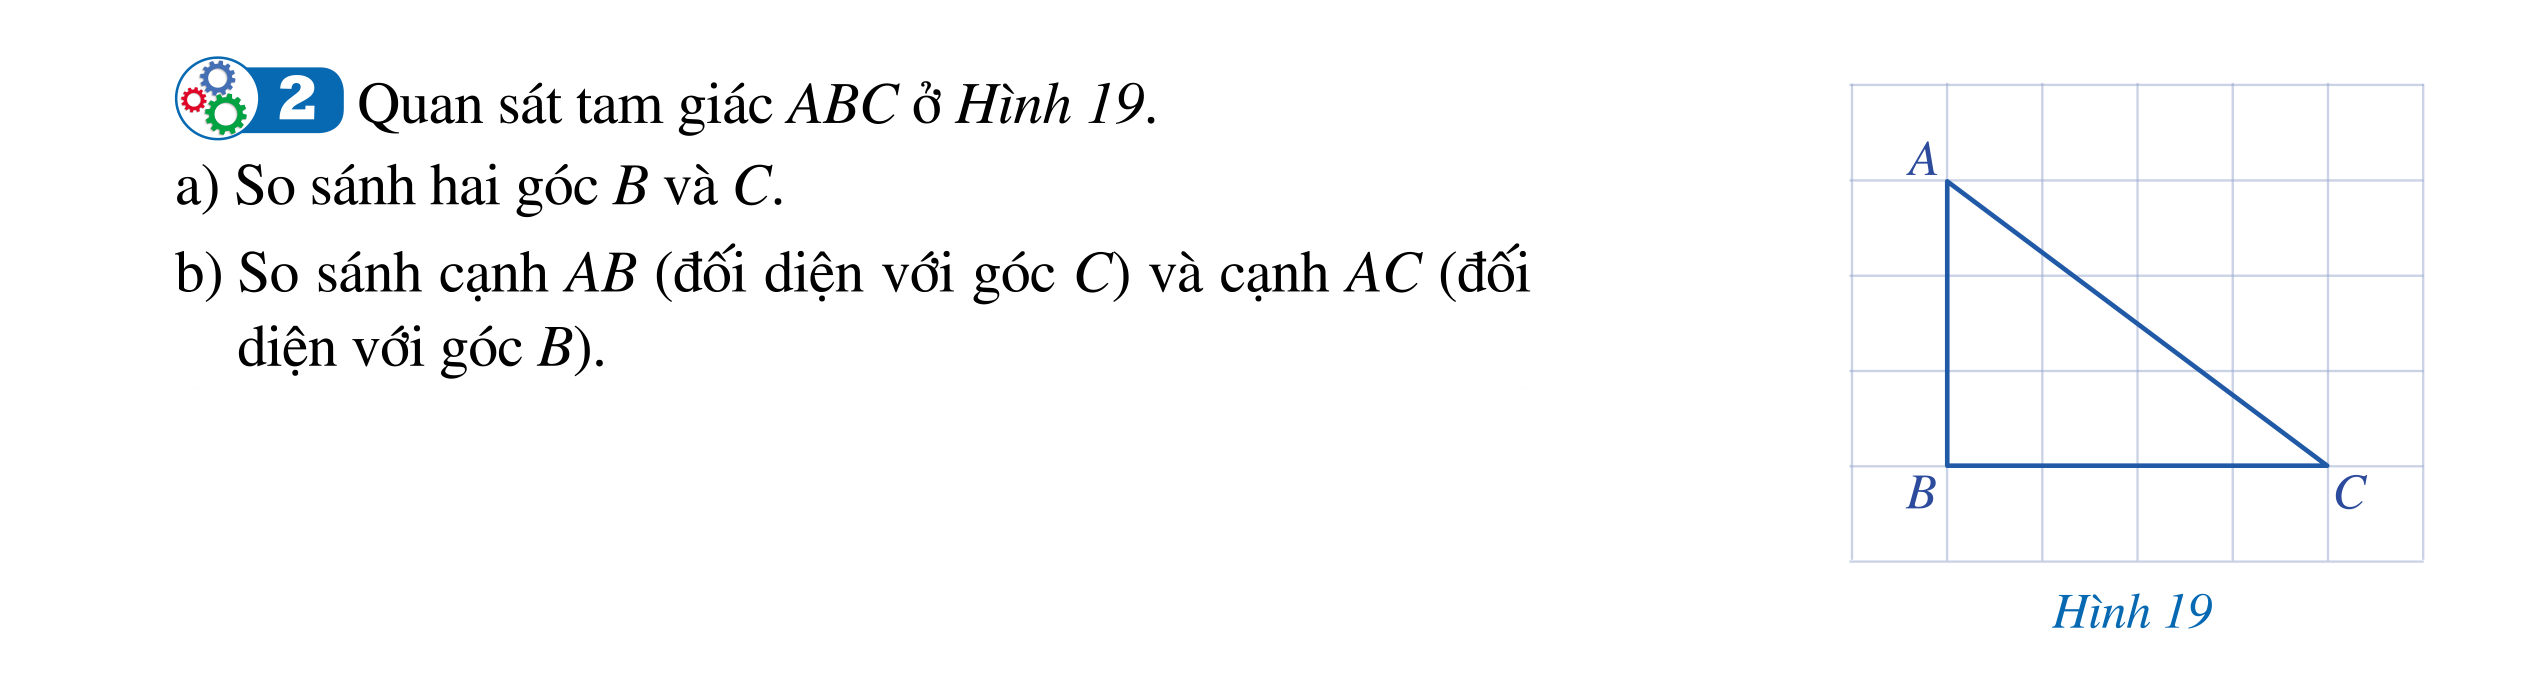 2 Quan sát tam giác ABC ở Hình 19.
a) So sánh hai góc B và C.
b) So sánh cạnh AB (đối diện với góc C) và cạnh AC (đối
diện với góc B).
A
B
C
Hình 19